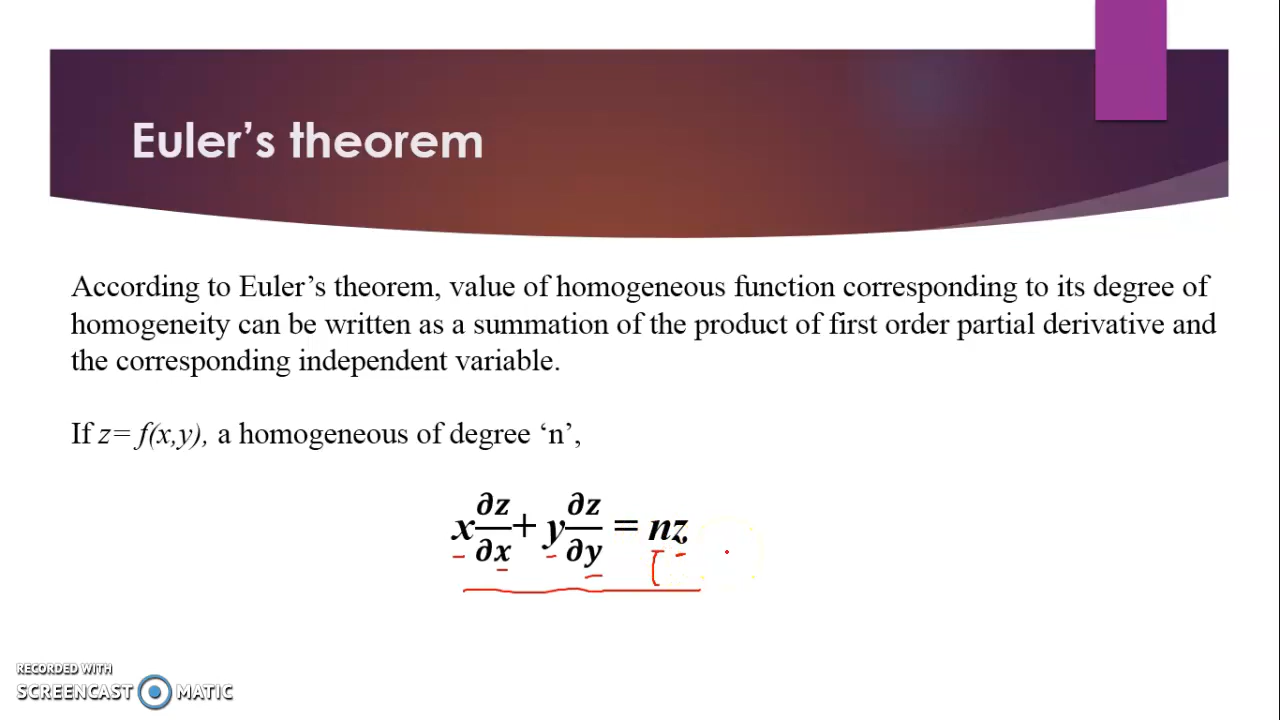 Euler’s theorem
According to Euler’s theorem, value of homogeneous function corresponding to its degree of
homogeneity can be written as a summation of the product of first order partial derivative and
the corresponding independent variable.
If z= f(x,y), a homogeneous of degree ‘n’,
x ∂z/∂x + y ∂z/∂y = nz
RECORDED WITH
SCREENCAST MATIC